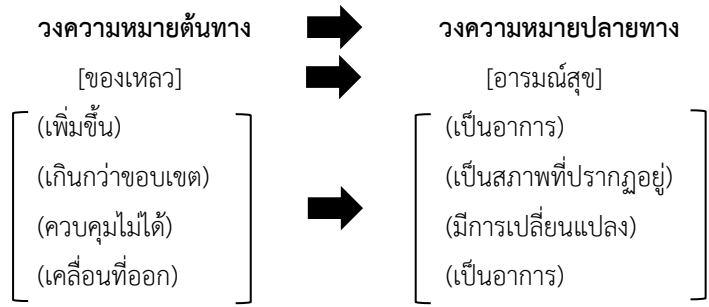 วงความหมายต้นทาง วงความหมายปลายทาง
[ของเหลว] [อารมณ์สุข]
(เพิ่มขึ้น) (เป็นอาการ)
(เกินกว่าขอบเขต) (เป็นสภาพที่ปรากฏอยู่)
(ควบคุมไม่ได้) (มีการเปลี่ยนแปลง)
(เคลื่อนที่ออก) (เป็นอาการ)